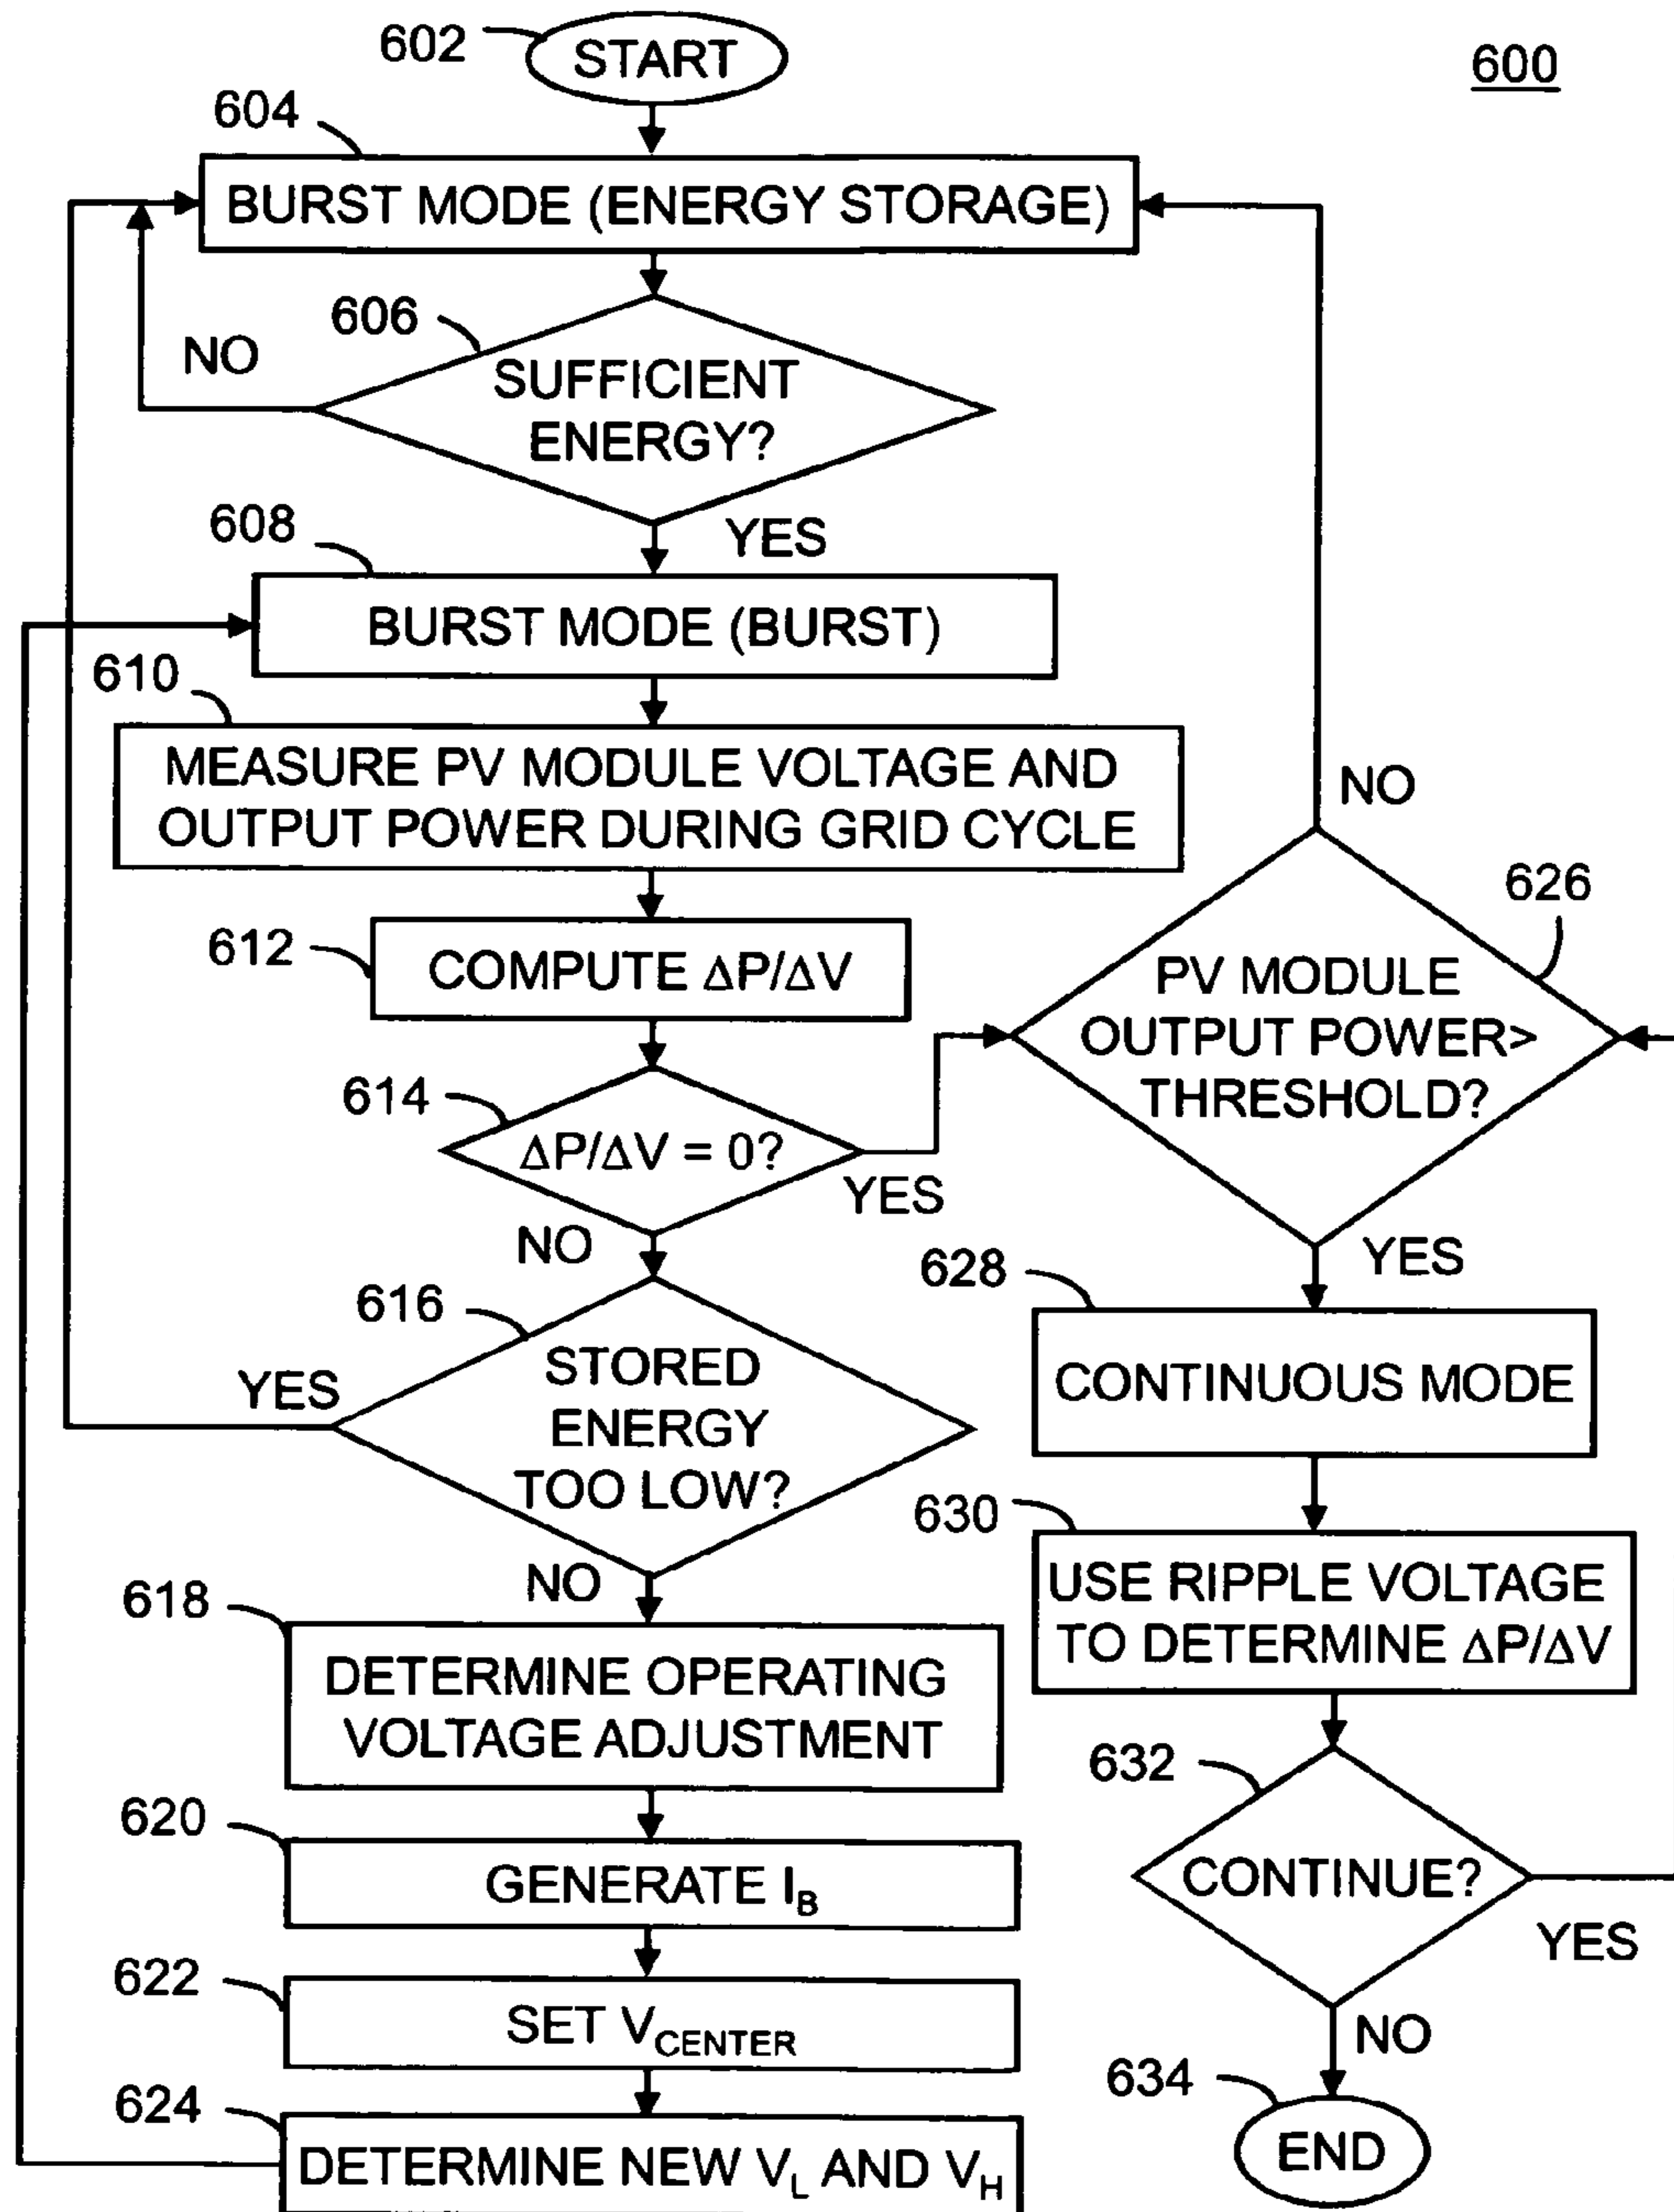 602
START
600
604
BURST MODE (ENERGY STORAGE)
606
NO
SUFFICIENT
ENERGY?
YES
608
BURST MODE (BURST)
610
MEASURE PV MODULE VOLTAGE AND
OUTPUT POWER DURING GRID CYCLE
612
COMPUTE ΔP/ΔV
614
ΔP/ΔV = 0?
YES
NO
616
STORED
ENERGY
TOO LOW?
YES
NO
618
DETERMINE OPERATING
VOLTAGE ADJUSTMENT
620
GENERATE I_B
622
SET V_CENTER
624
DETERMINE NEW V_L AND V_H
NO
626
PV MODULE
OUTPUT POWER>
THRESHOLD?
YES
628
CONTINUOUS MODE
630
USE RIPPLE VOLTAGE
TO DETERMINE ΔP/ΔV
632
CONTINUE?
YES
NO
634
END